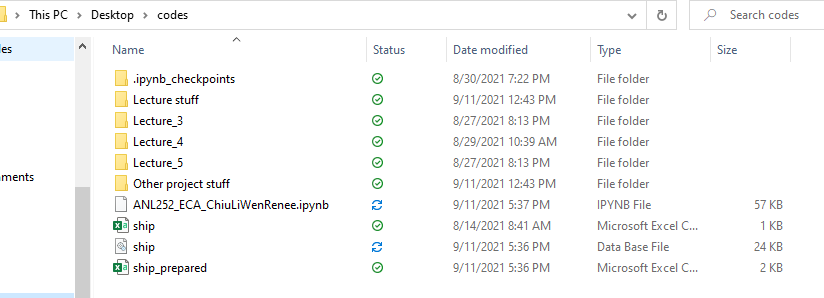 This PC > Desktop > codes
Search codes
les
Name Status Date modified Type Size
.ipynb_checkpoints 8/30/2021 7:22 PM File folder
Lecture stuff 9/11/2021 12:43 PM File folder
Lecture_3 8/27/2021 8:13 PM File folder
Lecture_4 8/29/2021 10:39 AM File folder
Lecture_5 8/27/2021 8:13 PM File folder
uments
Other project stuff 9/11/2021 12:43 PM File folder
ANL252_ECA_ChiuLiWenRenee.ipynb 9/11/2021 5:37 PM IPYNB File 57 KB
ship 8/14/2021 8:41 AM Microsoft Excel C... 1 KB
ship 9/11/2021 5:36 PM Data Base File 24 KB
ship_prepared 9/11/2021 5:36 PM Microsoft Excel C... 2 KB